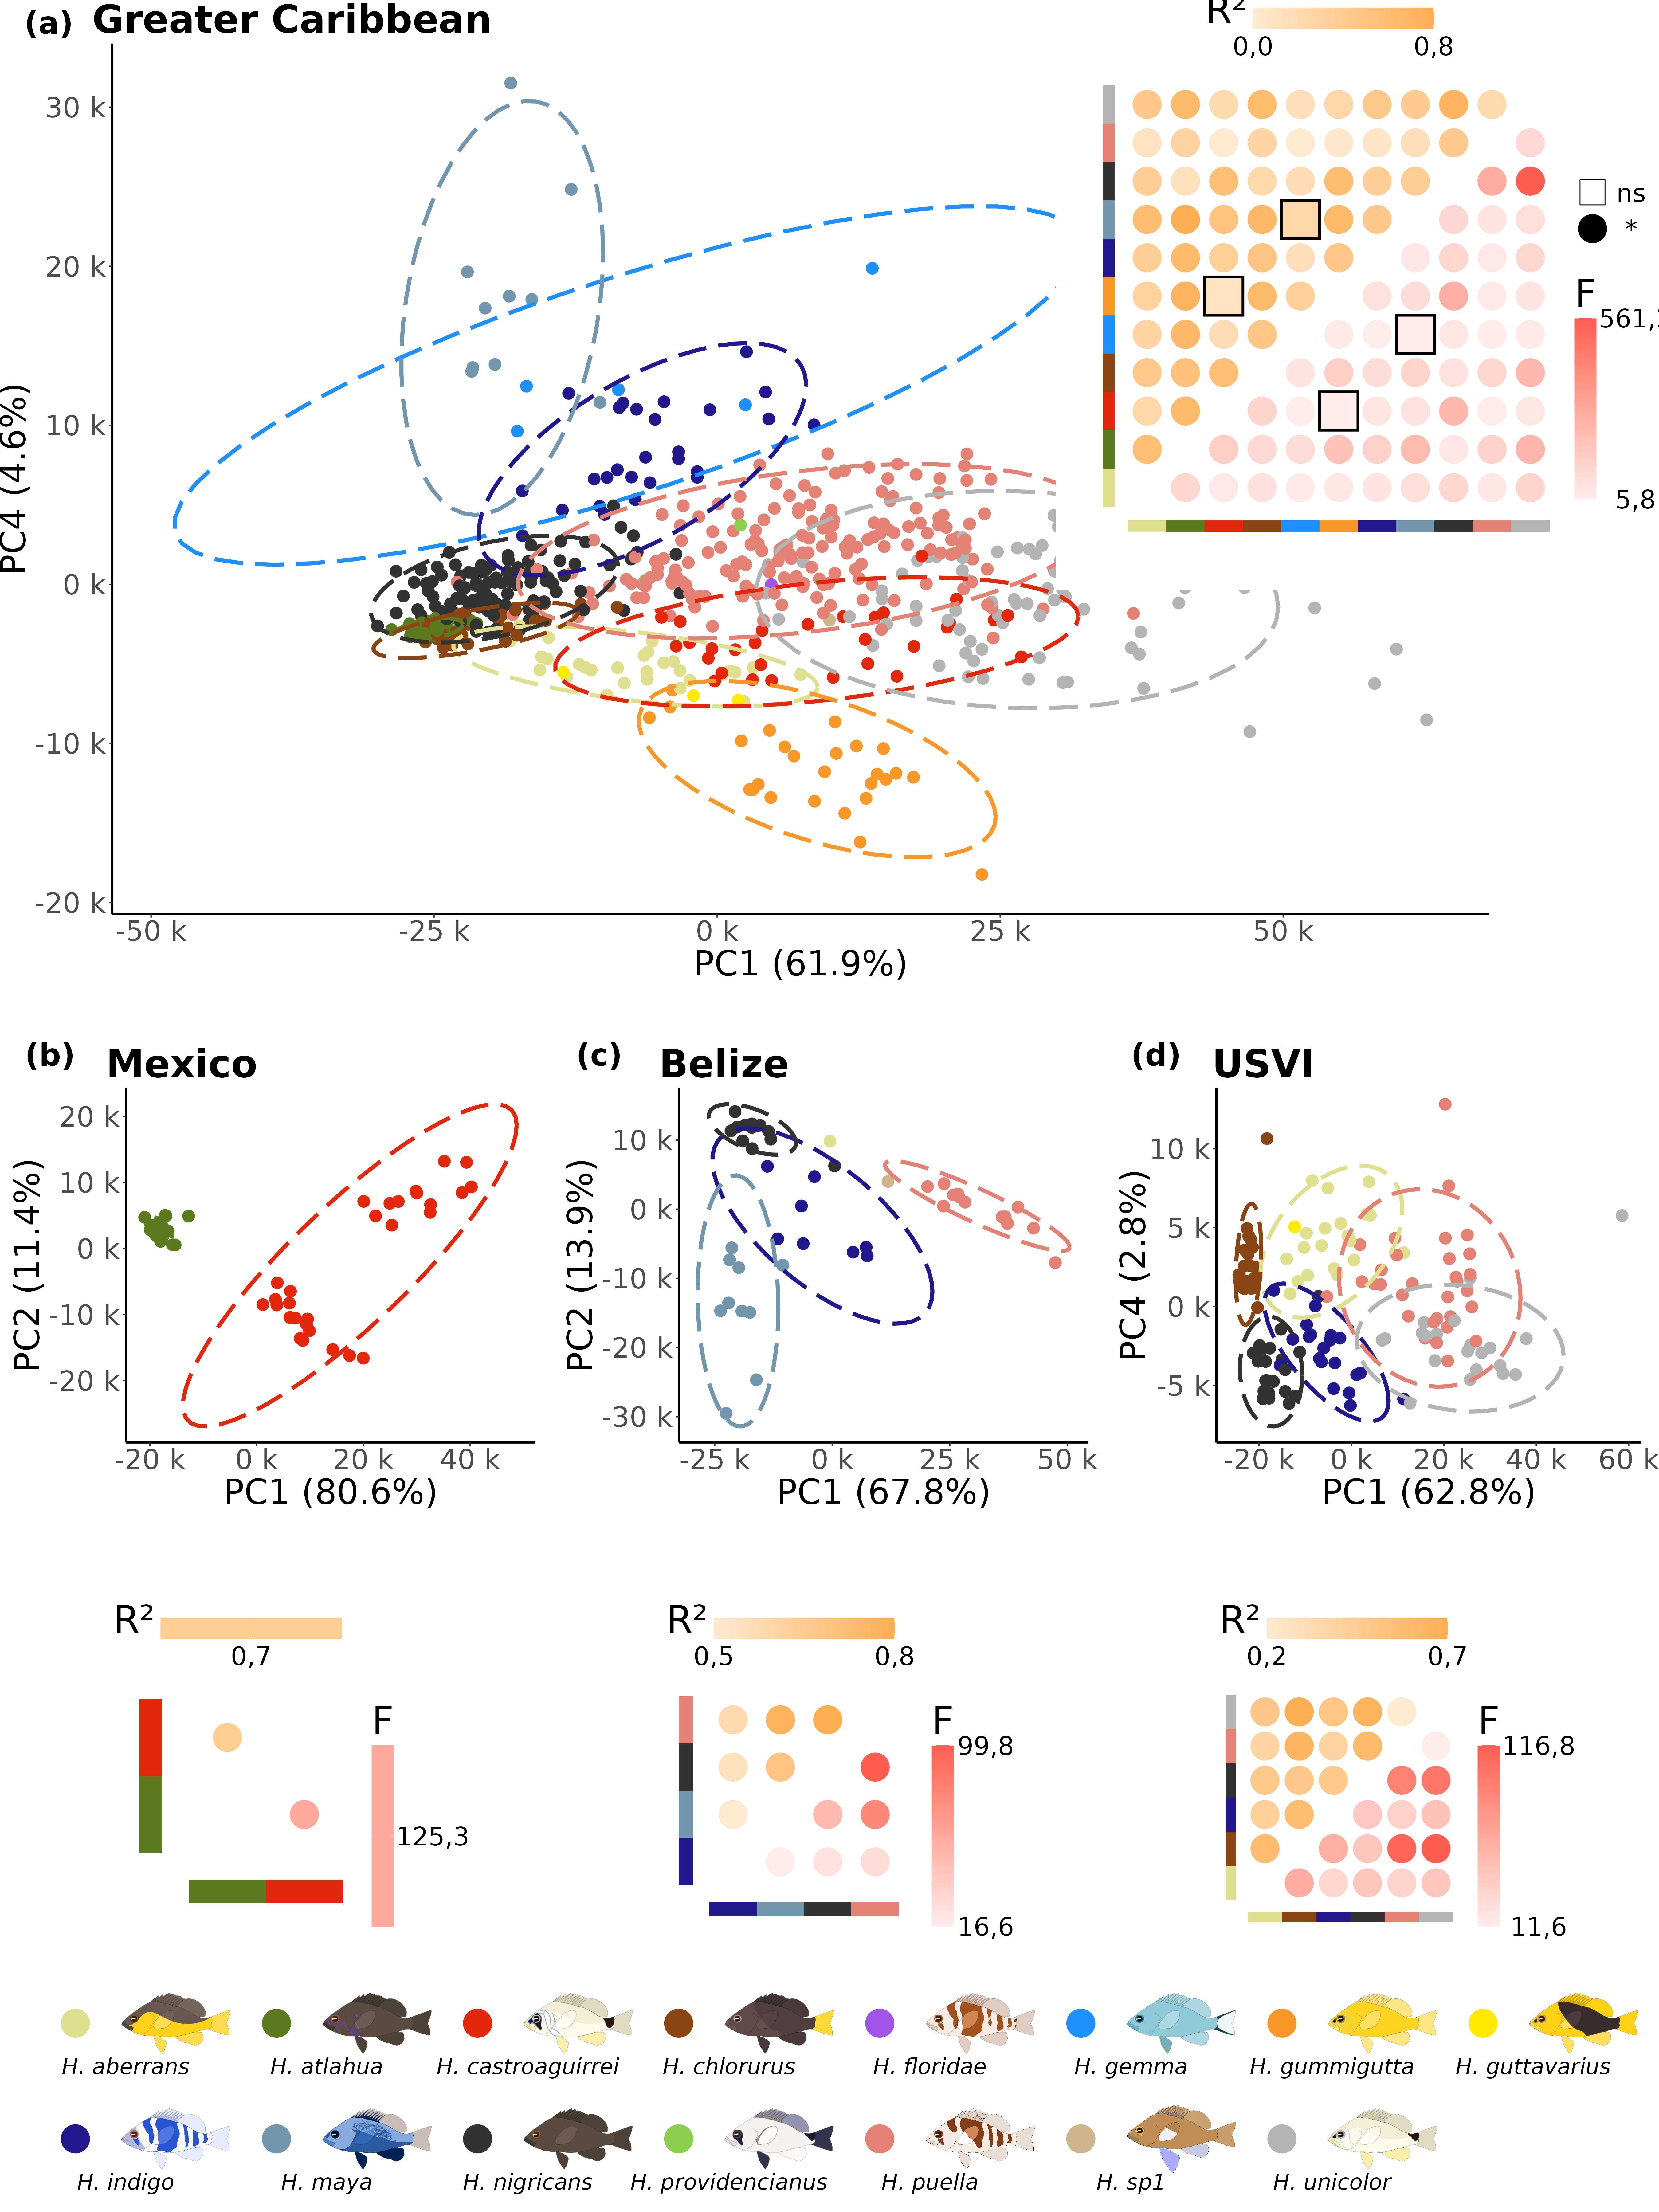 (a) Greater Caribbean
R²
0,0 0,8
30 k
20 k
10 k
0 k
-10 k
-20 k
PC4 (4.6%)
-50 k -25 k 0 k 25 k 50 k
PC1 (61.9%)
ns
*
F
5,8
(b) Mexico
20 k
10 k
0 k
-10 k
-20 k
PC2 (11.4%)
-20 k 0 k 20 k 40 k
PC1 (80.6%)
(c) Belize
10 k
0 k
-10 k
-20 k
-30 k
PC2 (13.9%)
-25 k 0 k 25 k 50 k
PC1 (67.8%)
(d) USVI
10 k
5 k
0 k
-5 k
PC4 (2.8%)
-20 k 0 k 20 k 40 k 60 k
PC1 (62.8%)
R²
0,7
F
125,3
R²
0,5 0,8
F
99,8
16,6
R²
0,2 0,7
F
116,8
11,6
H. aberrans H. atlahua H. castroaguirrei H. chlorurus H. floridae H. gemma H. gummigutta H. guttavarius
H. indigo H. maya H. nigricans H. providencianus H. puella H. sp1 H. unicolor